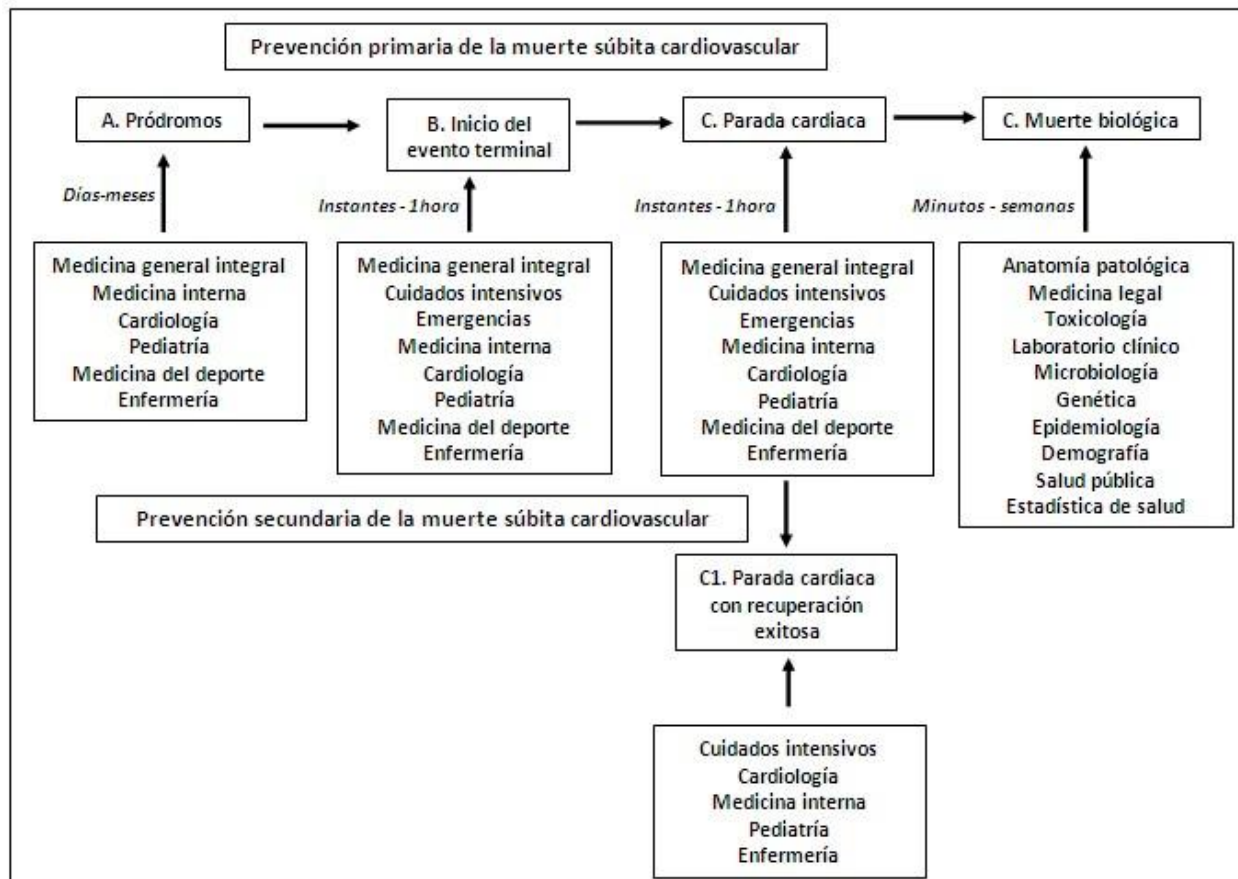 Prevención primaria de la muerte súbita cardiovascular
A. Pródromos
B. Inicio del
evento terminal
C. Parada cardiaca
C. Muerte biológica
Días-meses
Instantes - 1hora
Instantes - 1hora
Minutos - semanas
Medicina general integral
Medicina interna
Cardiología
Pediatría
Medicina del deporte
Enfermería
Medicina general integral
Cuidados intensivos
Emergencias
Medicina interna
Cardiología
Pediatría
Medicina del deporte
Enfermería
Medicina general integral
Cuidados intensivos
Emergencias
Medicina interna
Cardiología
Pediatría
Medicina del deporte
Enfermería
Anatomía patológica
Medicina legal
Toxicología
Laboratorio clínico
Microbiología
Genética
Epidemiología
Demografía
Salud pública
Estadística de salud
Prevención secundaria de la muerte súbita cardiovascular
C1. Parada cardiaca
con recuperación
exitosa
Cuidados intensivos
Cardiología
Medicina interna
Pediatría
Enfermería